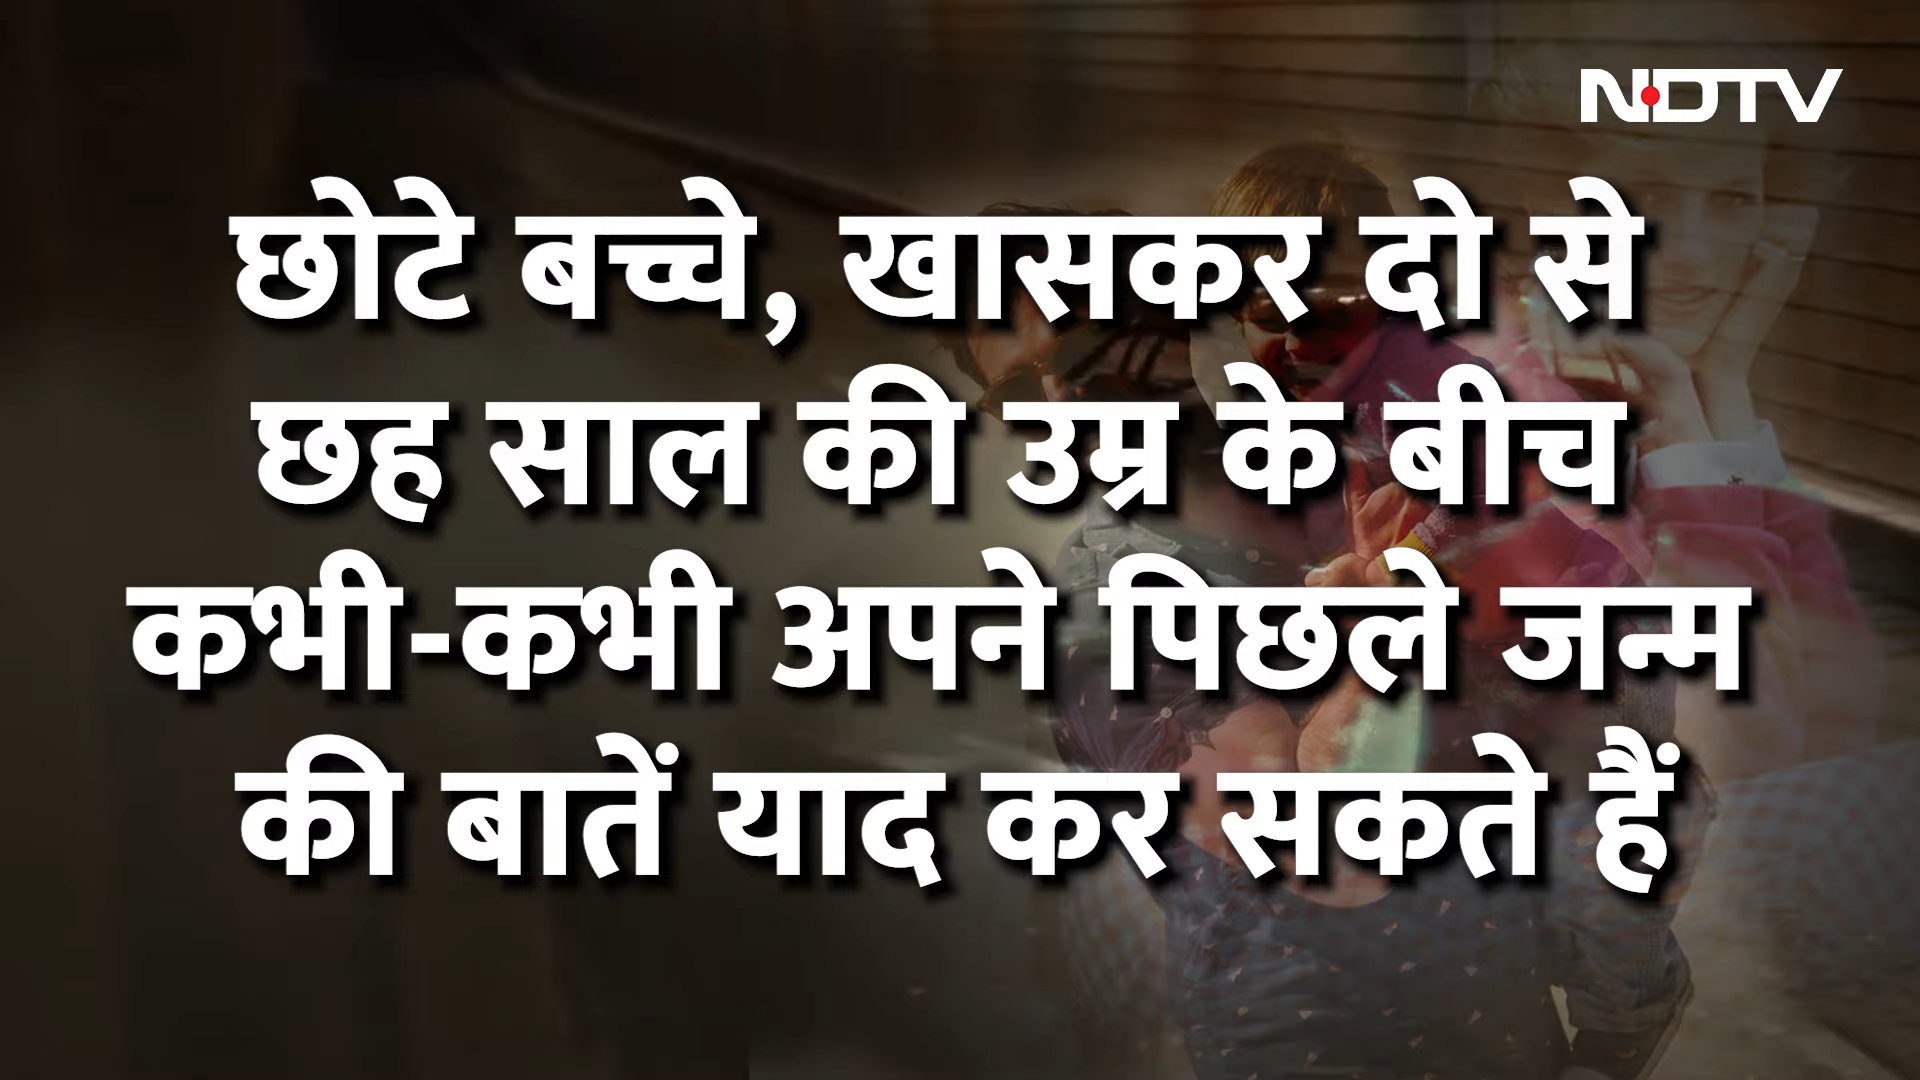 NDTV
छोटे बच्चे, खासकर दो से
छह साल की उम्र के बीच
कभी-कभी अपने पिछले जन्म
की बातें याद कर सकते हैं